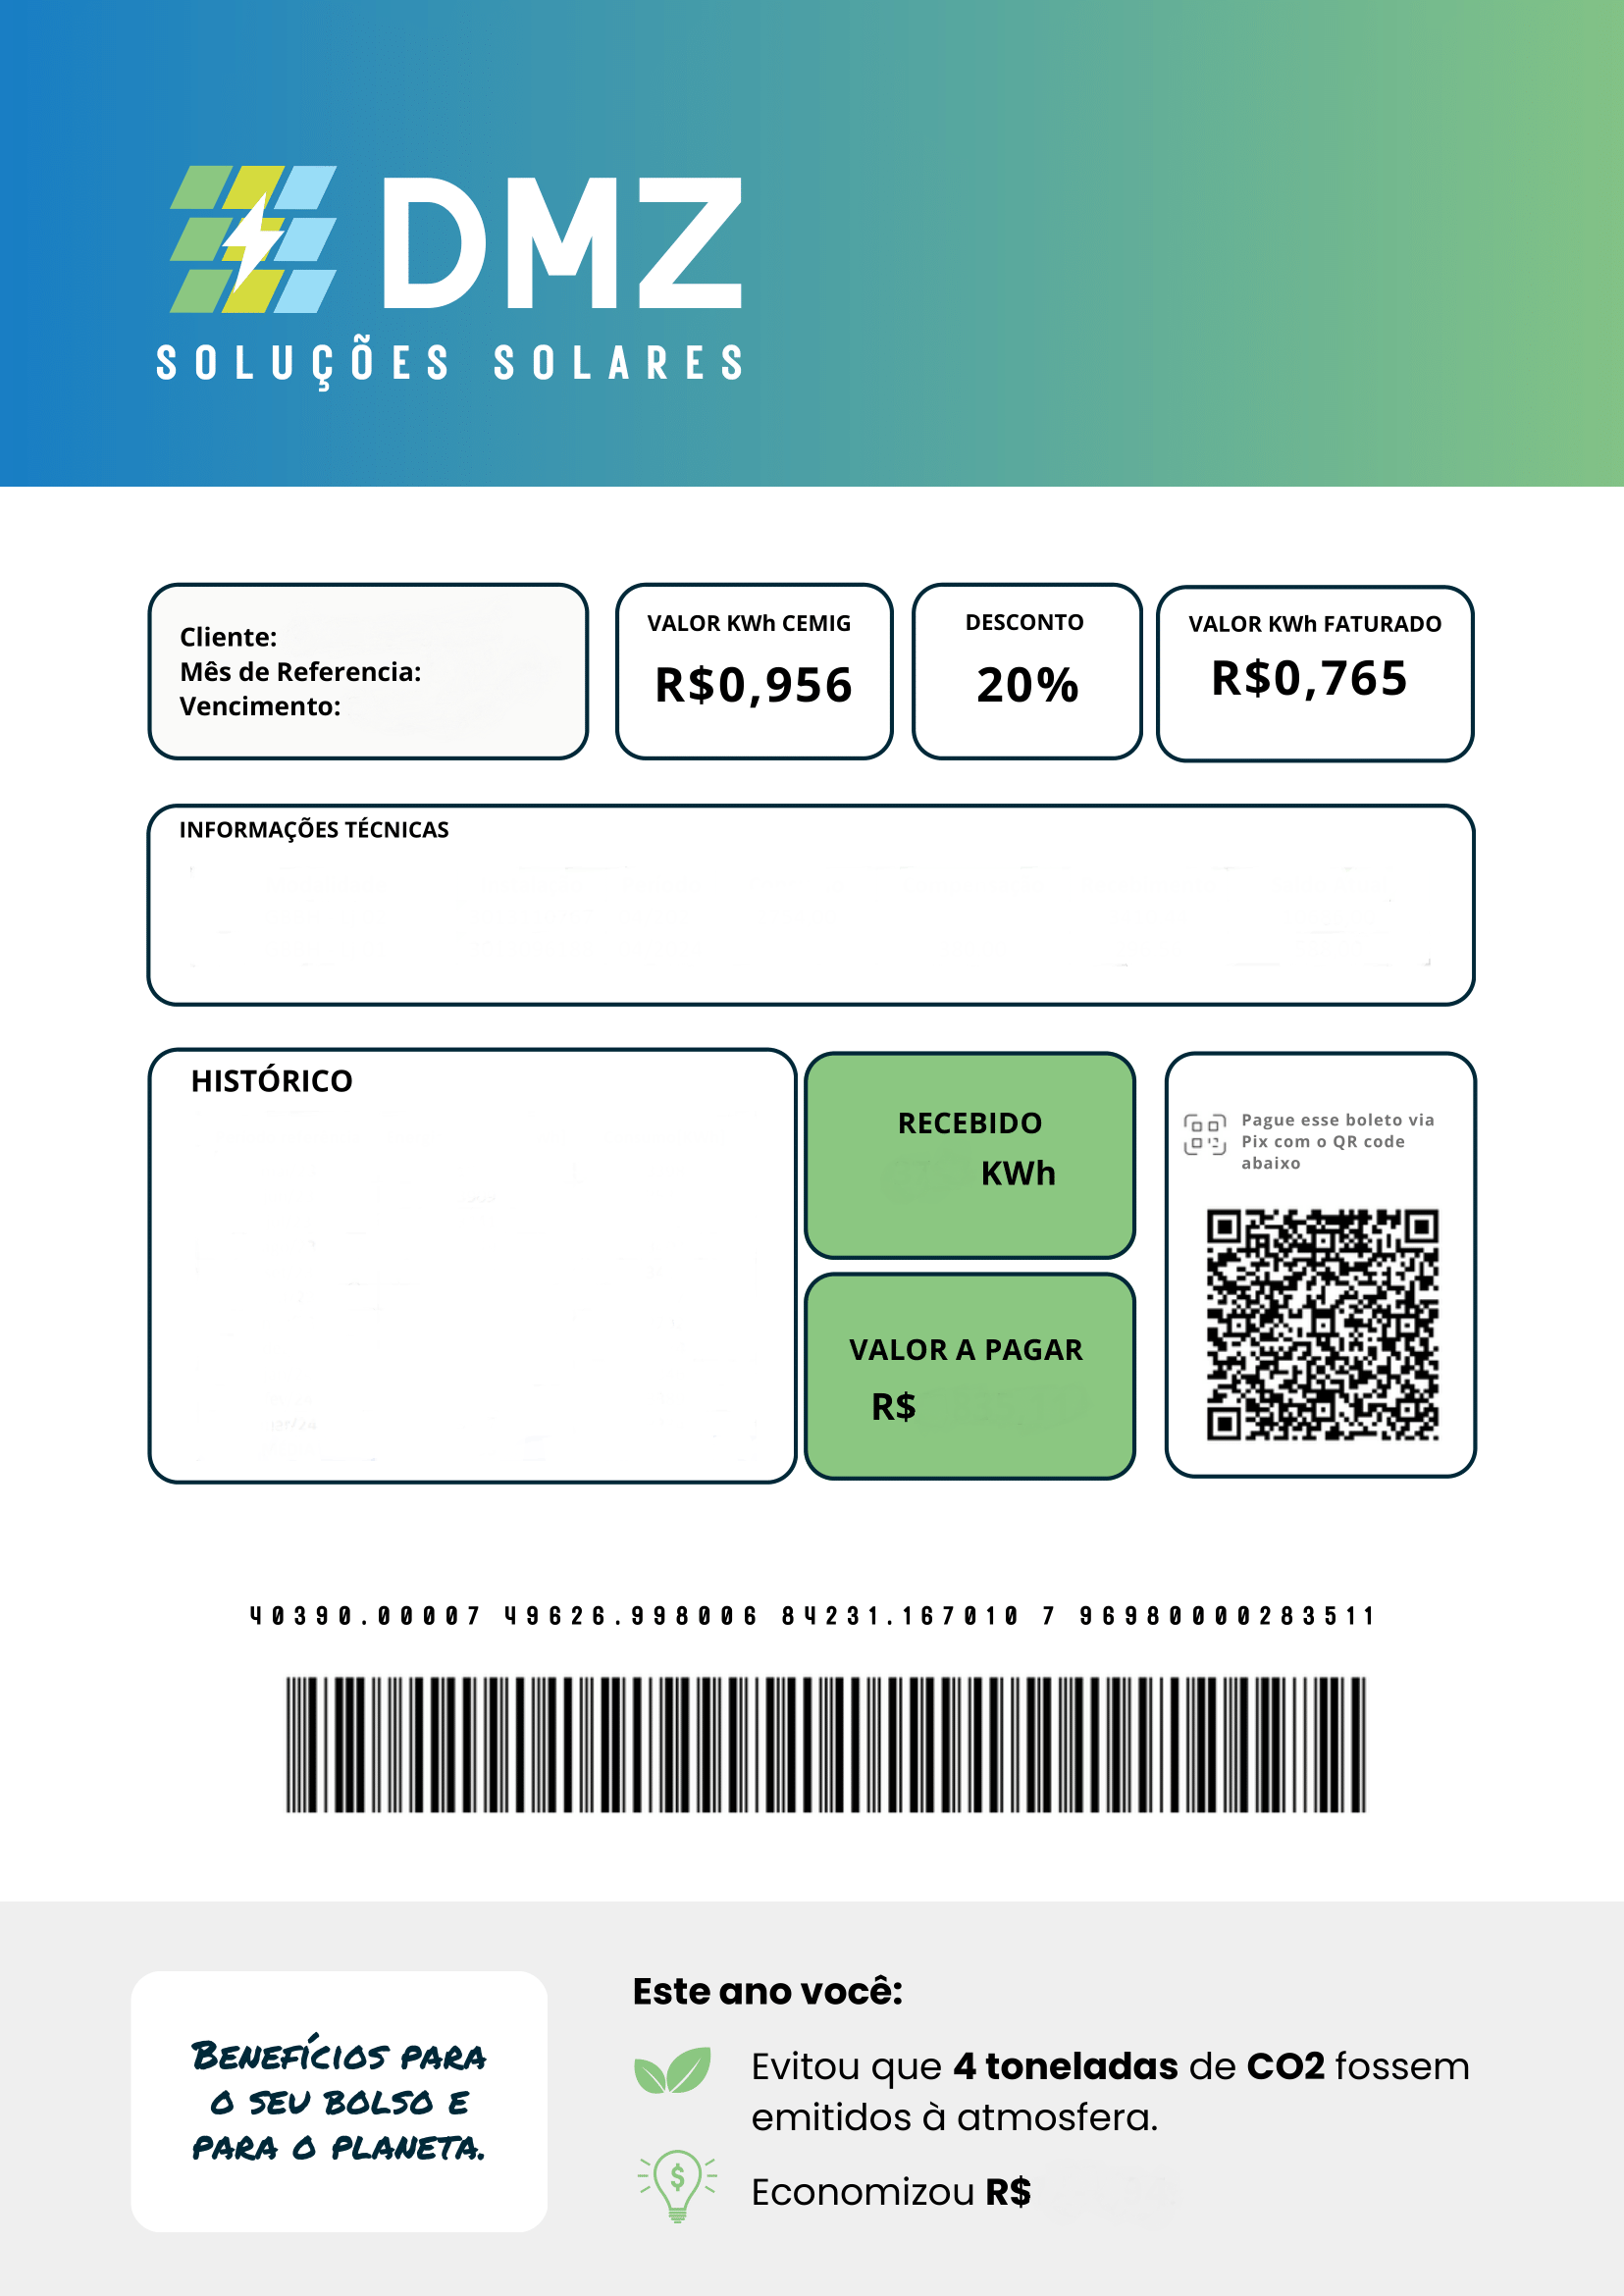 DMZ
SOLUÇÕES SOLARES
Cliente:
Mês de Referencia:
Vencimento:
VALOR KWh CEMIG
R$0,956
DESCONTO
20%
VALOR KWh FATURADO
R$0,765
INFORMAÇÕES TÉCNICAS
HISTÓRICO
RECEBIDO
KWh
VALOR A PAGAR
R$
Pague esse boleto via
Pix com o QR code
abaixo
40390.00007 49626.998006 84231.167010 7 96980000283511
BENEFÍCIOS PARA
O SEU BOLSO E
PARA O PLANETA.
Este ano você:
Evitou que 4 toneladas de CO2 fossem
emitidos à atmosfera.
Economizou R$